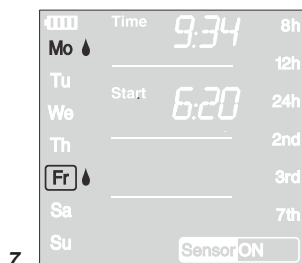 Time 9:34 8h
Mo 12h
Tu
Start 6:20 24h
We
Th 2nd
Fr 3rd
Sa 7th
Su Sensor ON
7